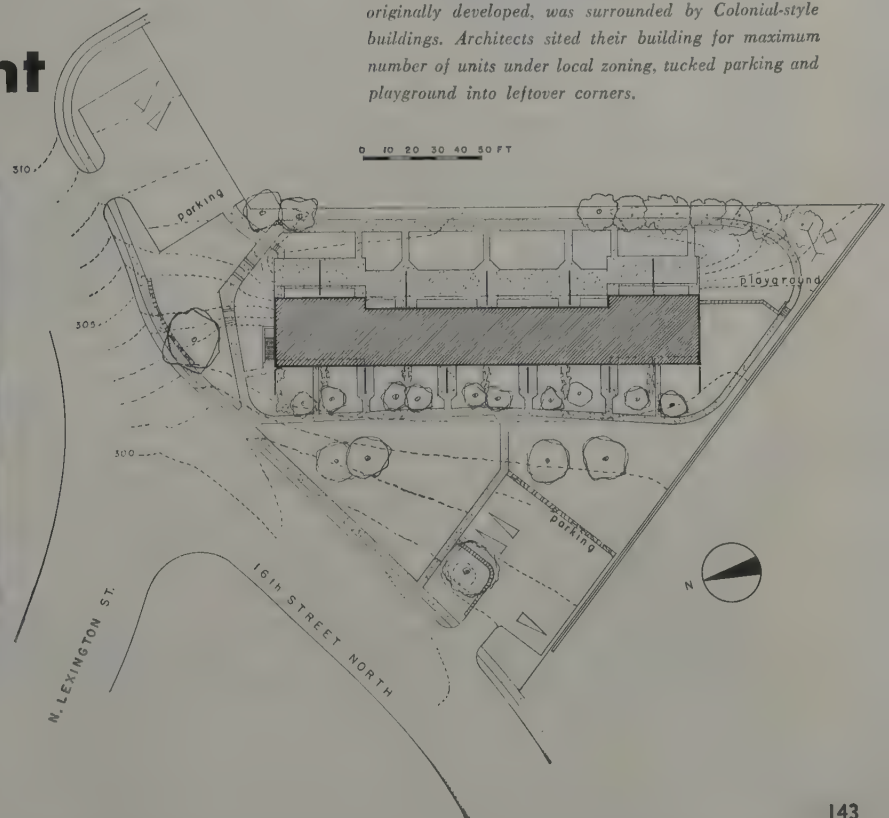 nt
originally developed, was surrounded by Colonial-style
buildings. Architects sited their building for maximum
number of units under local zoning, tucked parking and
playground into leftover corners.
0 10 20 30 40 50 FT
310
parking
playground
305
300
parking
N
16th STREET NORTH
N. LEXINGTON ST.
143